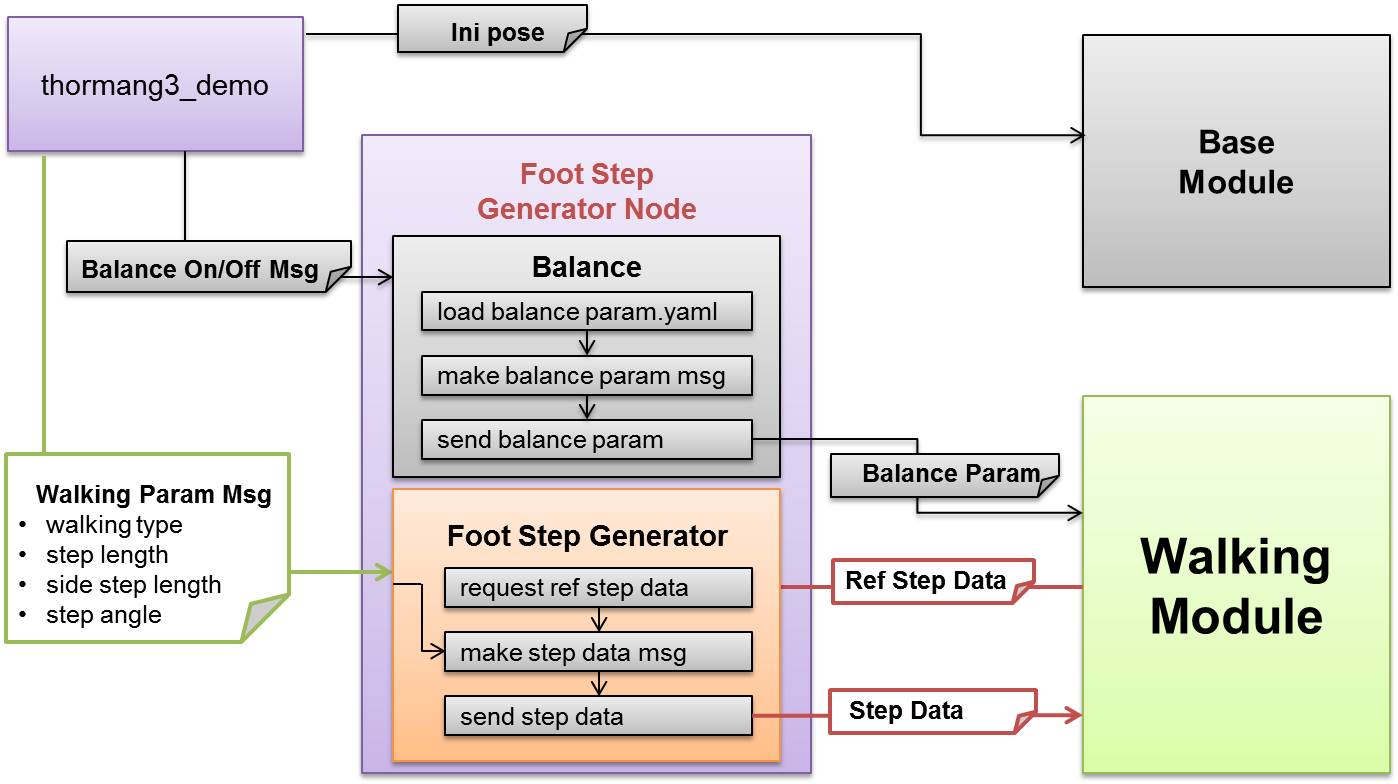 Ini pose
thormang3_demo
Base
Module
Foot Step
Generator Node
Balance On/Off Msg
Balance
load balance param.yaml
make balance param msg
send balance param
Balance Param
Walking Param Msg
• walking type
• step length
• side step length
• step angle
Foot Step Generator
request ref step data
make step data msg
send step data
Ref Step Data
Step Data
Walking
Module